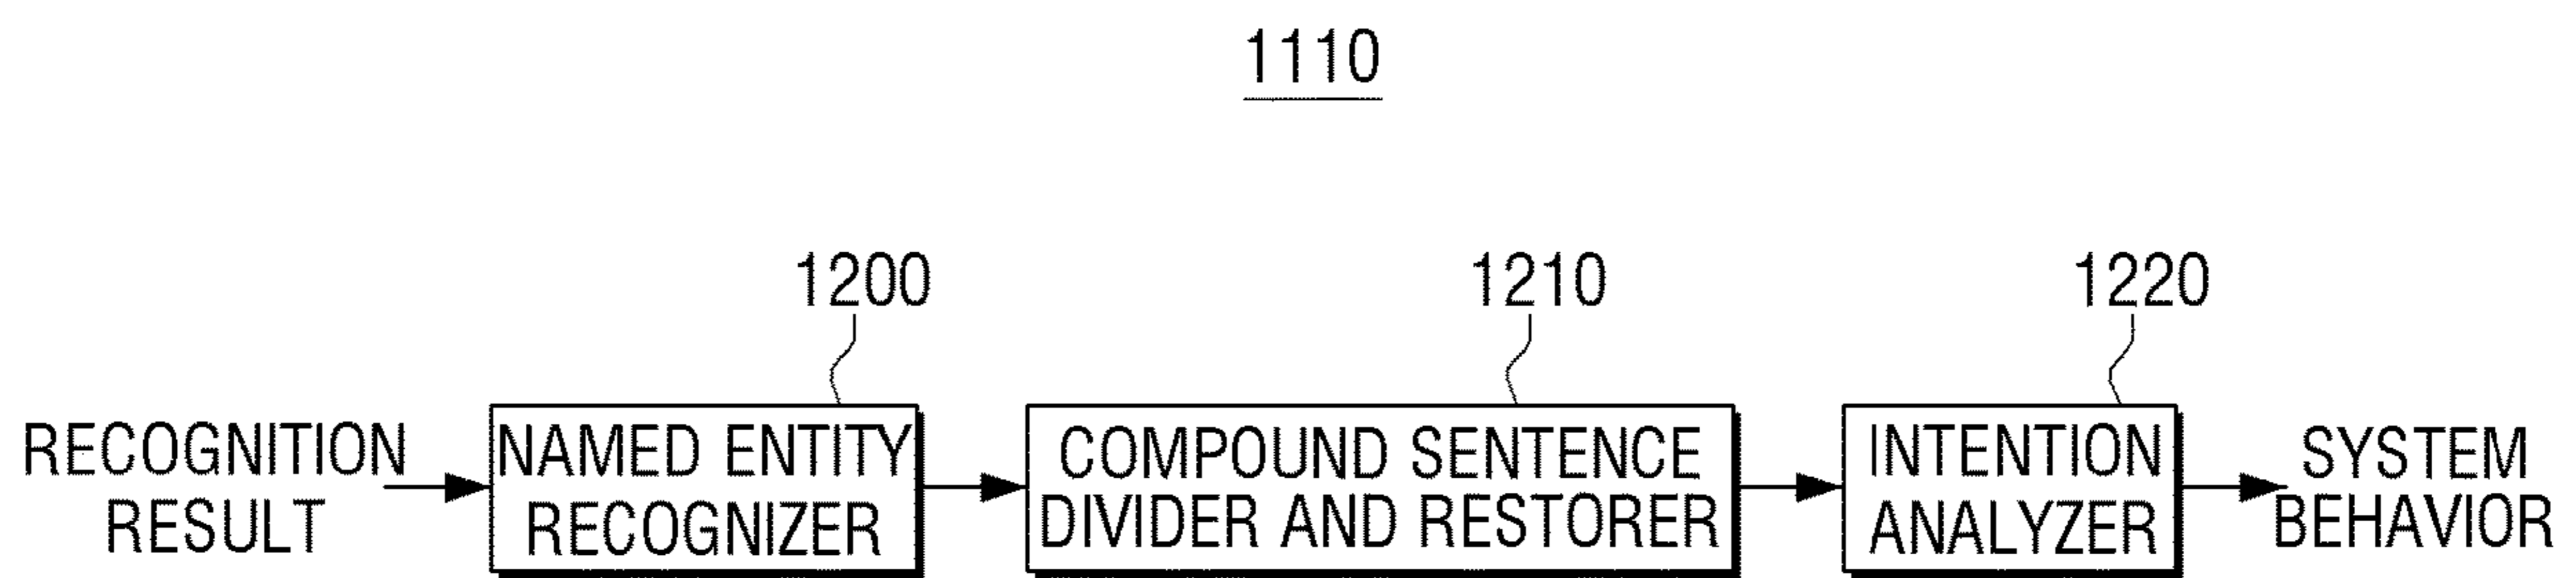 1110
1200
1210
1220
RECOGNITION
RESULT
NAMED ENTITY
RECOGNIZER
COMPOUND SENTENCE
DIVIDER AND RESTORER
INTENTION
ANALYZER
SYSTEM
BEHAVIOR